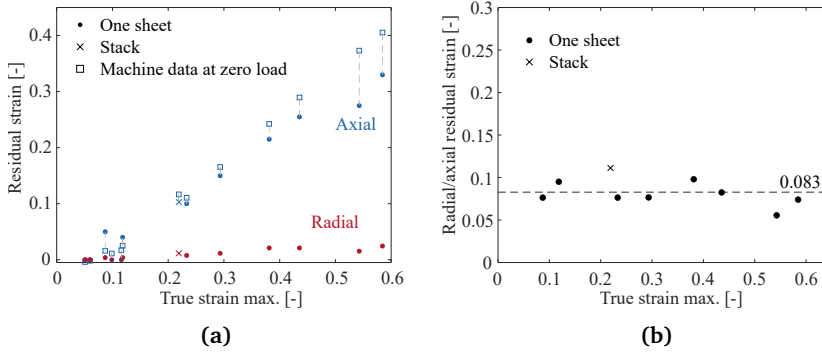 One sheet
Stack
Machine data at zero load
Axial
Radial
Residual strain [-]
0.4
0.3
0.2
0.1
0
0 0.1 0.2 0.3 0.4 0.5 0.6
True strain max. [-]
(a)
One sheet
Stack
0.083
Radial/axial residual strain [-]
0.3
0.25
0.2
0.15
0.1
0.05
0
0 0.1 0.2 0.3 0.4 0.5 0.6
True strain max. [-]
(b)